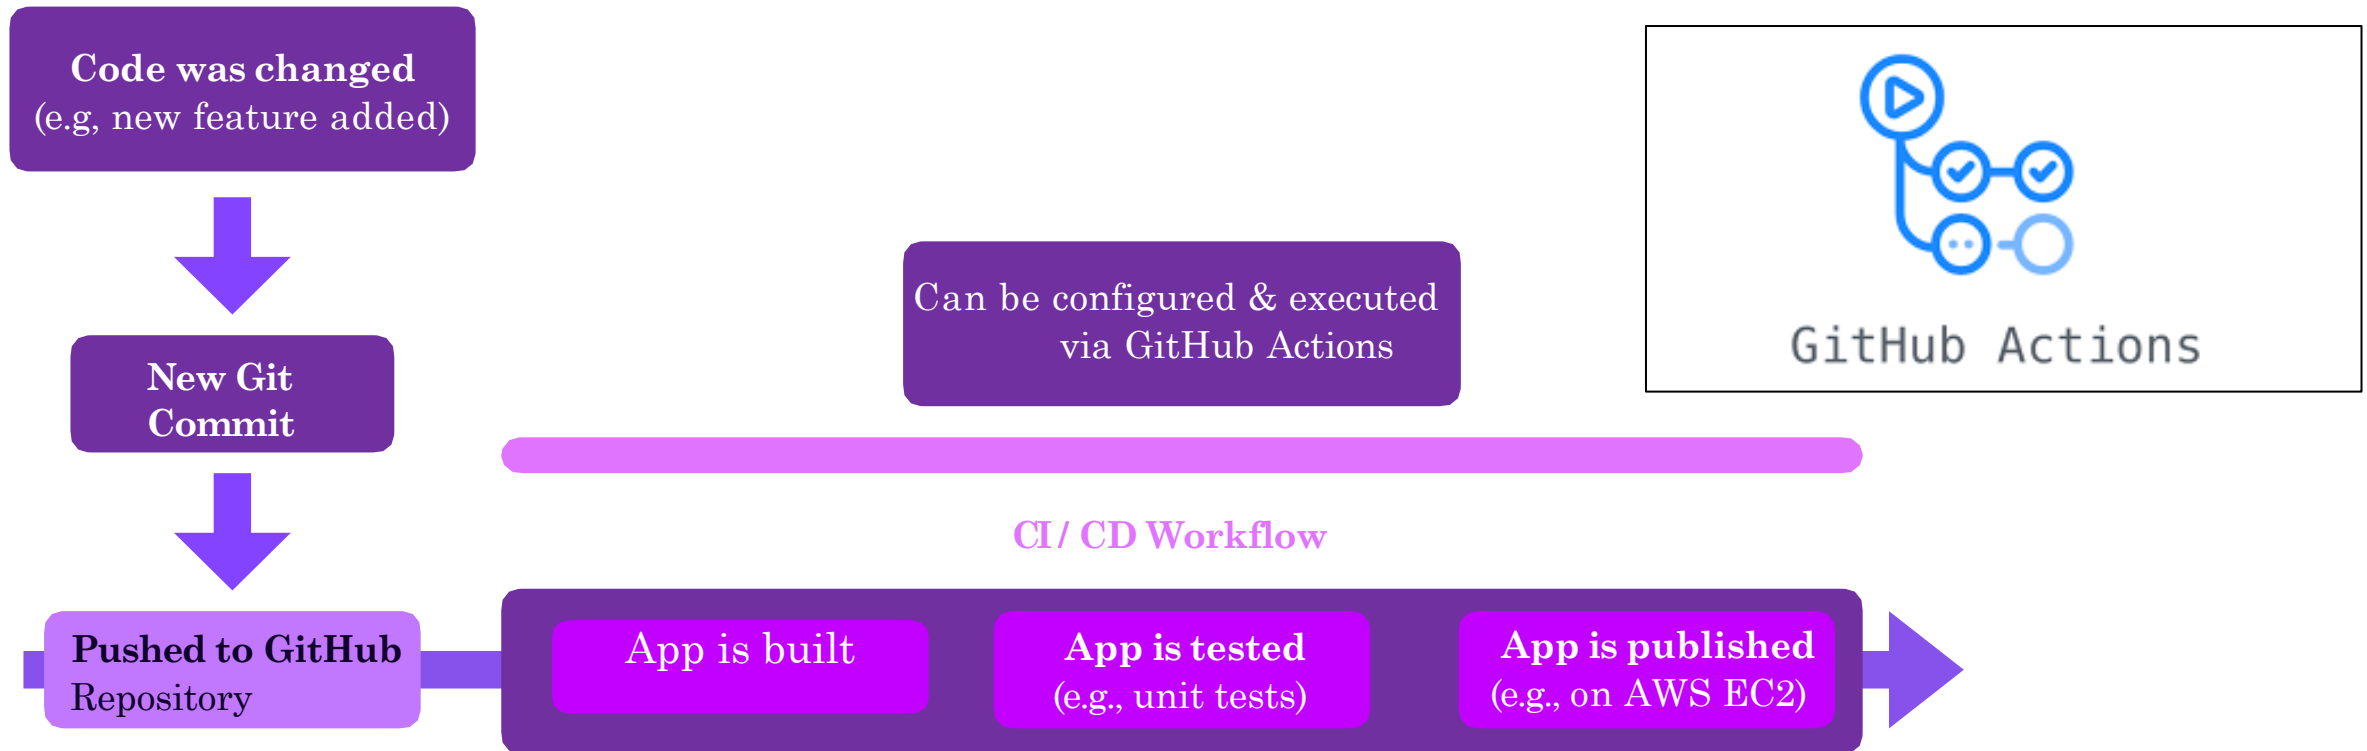 Code was changed
(e.g, new feature added)
New Git
Commit
Pushed to GitHub
Repository
Can be configured & executed
via GitHub Actions
GitHub Actions
CI / CD Workflow
App is built
App is tested
(e.g., unit tests)
App is published
(e.g., on AWS EC2)